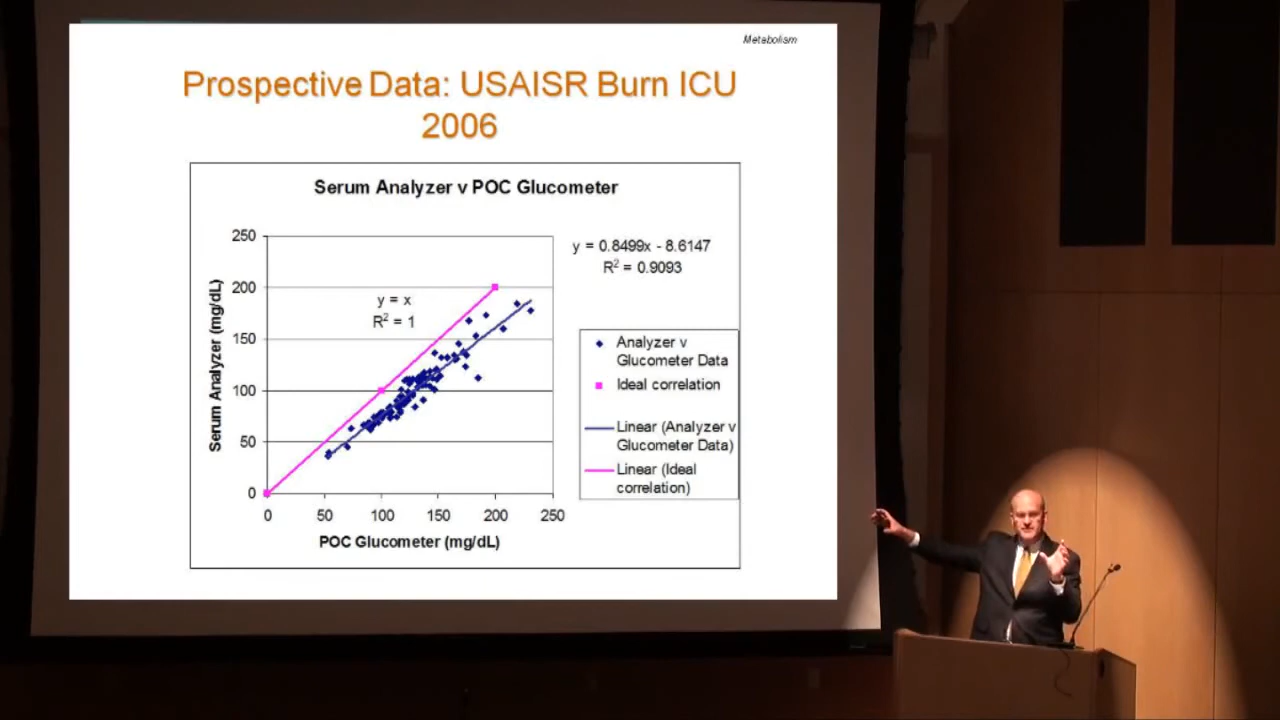 Metabolism
Prospective Data: USAISR Burn ICU
2006
Serum Analyzer v POC Glucometer
y = 0.8499x - 8.6147
R² = 0.9093
y = x
R² = 1
250
200
150
100
50
0
Serum Analyzer (mg/dL)
0 50 100 150 200 250
POC Glucometer (mg/dL)
Analyzer v
Glucometer Data
Ideal correlation
Linear (Analyzer v
Glucometer Data)
Linear (Ideal
correlation)